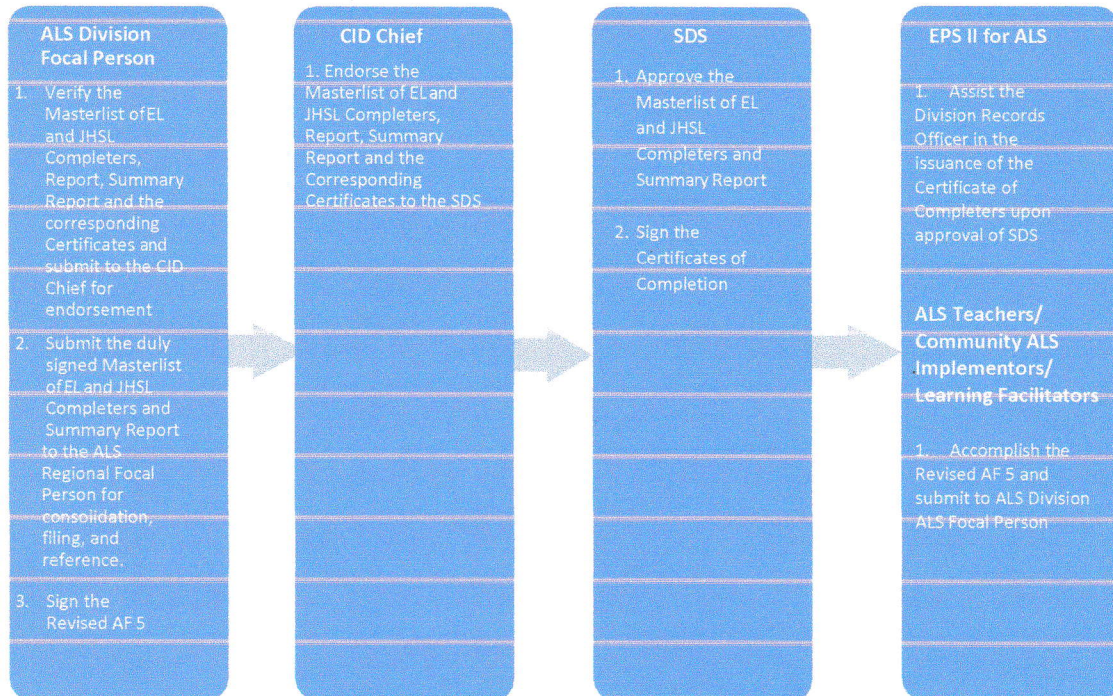 ALS Division
Focal Person
1. Verify the
Masterlist of EL
and JHSL
Completers,
Report, Summary
Report and the
corresponding
Certificates and
submit to the CID
Chief for
endorsement
2. Submit the duly
signed Masterlist
of EL and JHSL
Completers and
Summary Report
to the ALS
Regional Focal
Person for
consolidation,
filing, and
reference.
3. Sign the
Revised AF 5
CID Chief
1. Endorse the
Masterlist of EL and
JHSL Completers,
Report, Summary
Report and the
Corresponding
Certificates to the SDS
SDS
1. Approve the
Masterlist of EL
and JHSL
Completers and
Summary Report
2. Sign the
Certificates of
Completion
EPS II for ALS
1. Assist the
Division Records
Officer in the
issuance of the
Certificate of
Completers upon
approval of SDS
ALS Teachers/
Community ALS
Implementors/
Learning Facilitators
1. Accomplish the
Revised AF 5 and
submit to ALS Division
ALS Focal Person